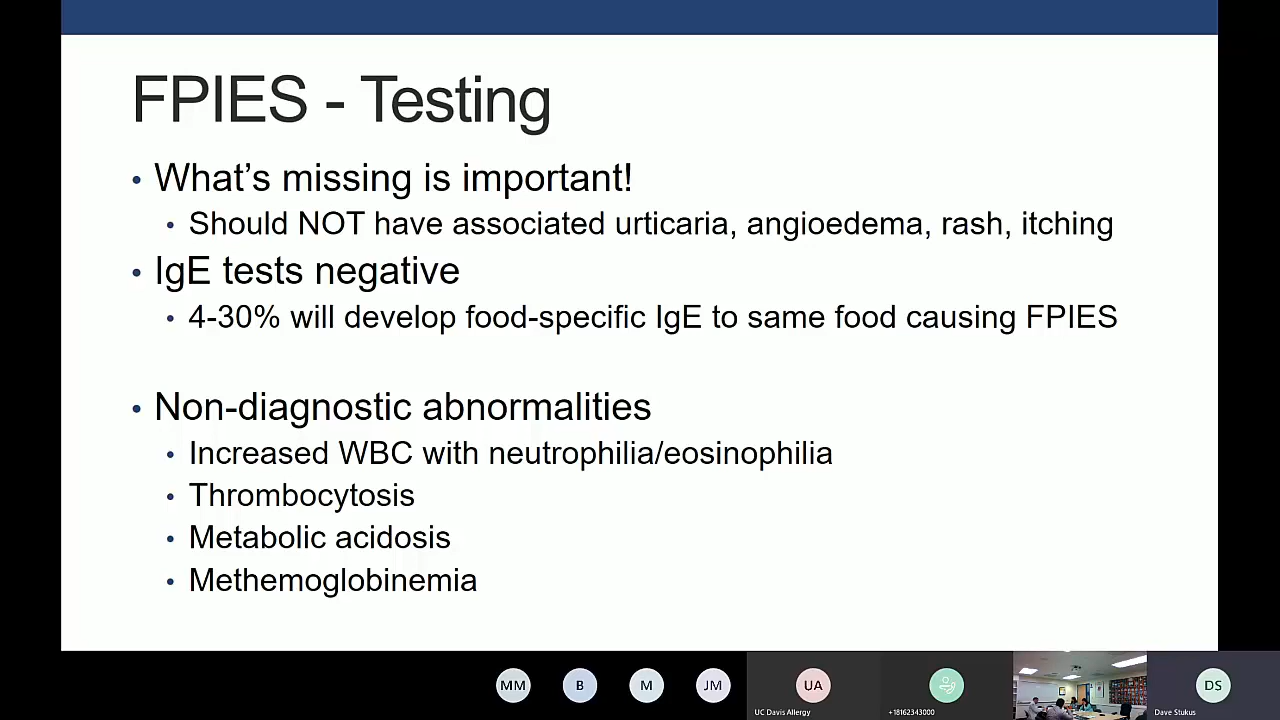 FPIES - Testing
• What's missing is important!
• Should NOT have associated urticaria, angioedema, rash, itching
• IgE tests negative
• 4-30% will develop food-specific IgE to same food causing FPIES
• Non-diagnostic abnormalities
• Increased WBC with neutrophilia/eosinophilia
• Thrombocytosis
• Metabolic acidosis
• Methemoglobinemia
MM B M JM UA DS
UC Davis Allergy +18162343000 Dave Stukus